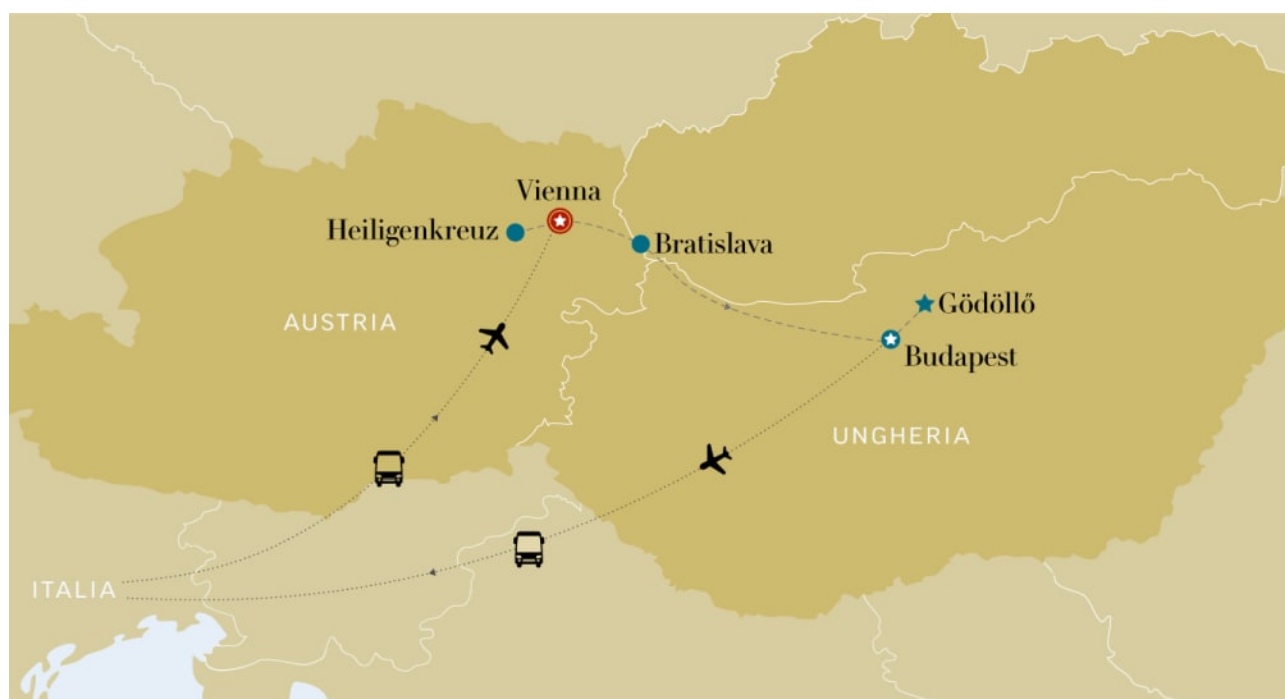 Vienna
Heiligenkreuz
Bratislava
Gödöllő
AUSTRIA
Budapest
UNGHERIA
ITALIA